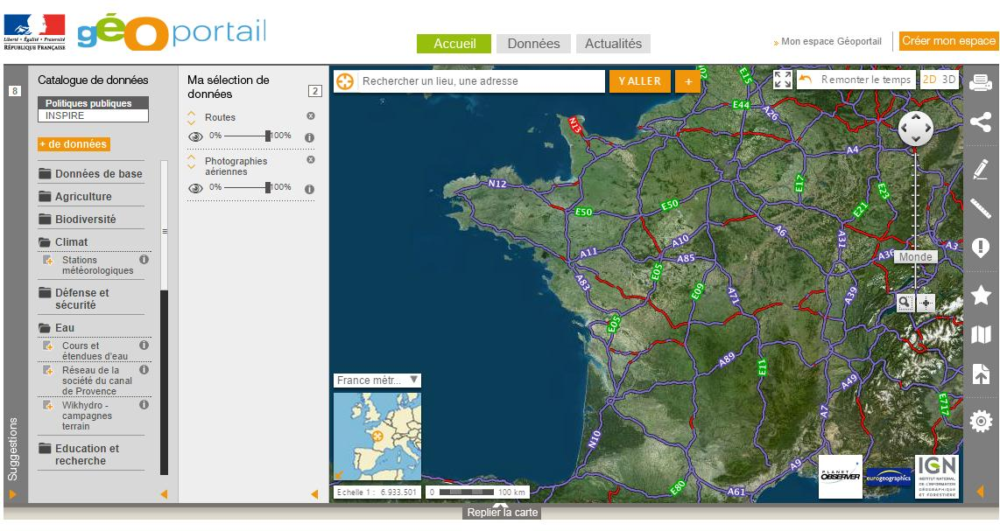 Liberté • Égalité • Fraternité
RÉPUBLIQUE FRANÇAISE
géoportail
Accueil
Données
Actualités
» Mon espace Géoportail
Créer mon espace
8
Suggestions
Catalogue de données
Politiques publiques
INSPIRE
+ de données
Données de base
Agriculture
Biodiversité
Climat
Stations
météorologiques
Défense et
sécurité
Eau
Cours et
étendues d'eau
Réseau de la
société du canal
de Provence
Wikhydro -
campagnes
terrain
Education et
recherche
Ma sélection de
données
2
Routes
0%
100%
Photographies
aériennes
0%
100%
Rechercher un lieu, une adresse
Y ALLER
+
Remonter le temps
2D
3D
E15
E44
A26
N13
A4
N12
E17
E23
E50
E50
E21
A6
A31
A10
A11
A85
A36
A3
Monde
A83
E05
E09
A71
A39
E05
A89
E11
A49
E717
A7
N10
A9
E80
A61
France métr...
Echelle 1 : 6.933.501
0
100 km
PLANET
OBSERVER
eurogeographics
IGN
INSTITUT NATIONAL
DE L'INFORMATION
GÉOGRAPHIQUE
ET FORESTIÈRE
Replier la carte